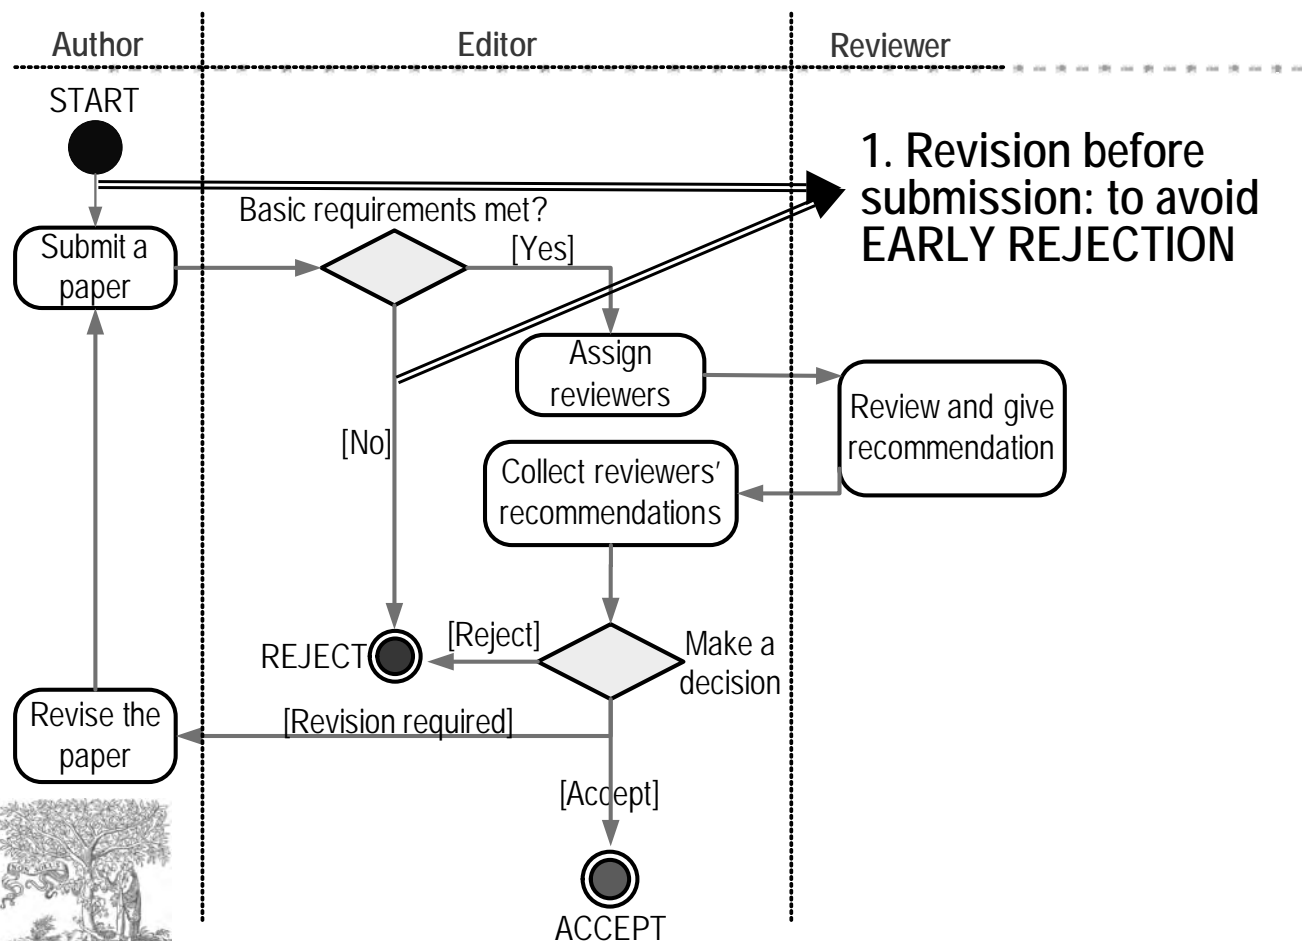 Author
Editor
Reviewer
START
1. Revision before
submission: to avoid
EARLY REJECTION
Basic requirements met?
Submit a
paper
[Yes]
Assign
reviewers
Review and give
recommendation
[No]
Collect reviewers’
recommendations
REJECT
[Reject]
Make a
decision
Revise the
paper
[Revision required]
[Accept]
ACCEPT